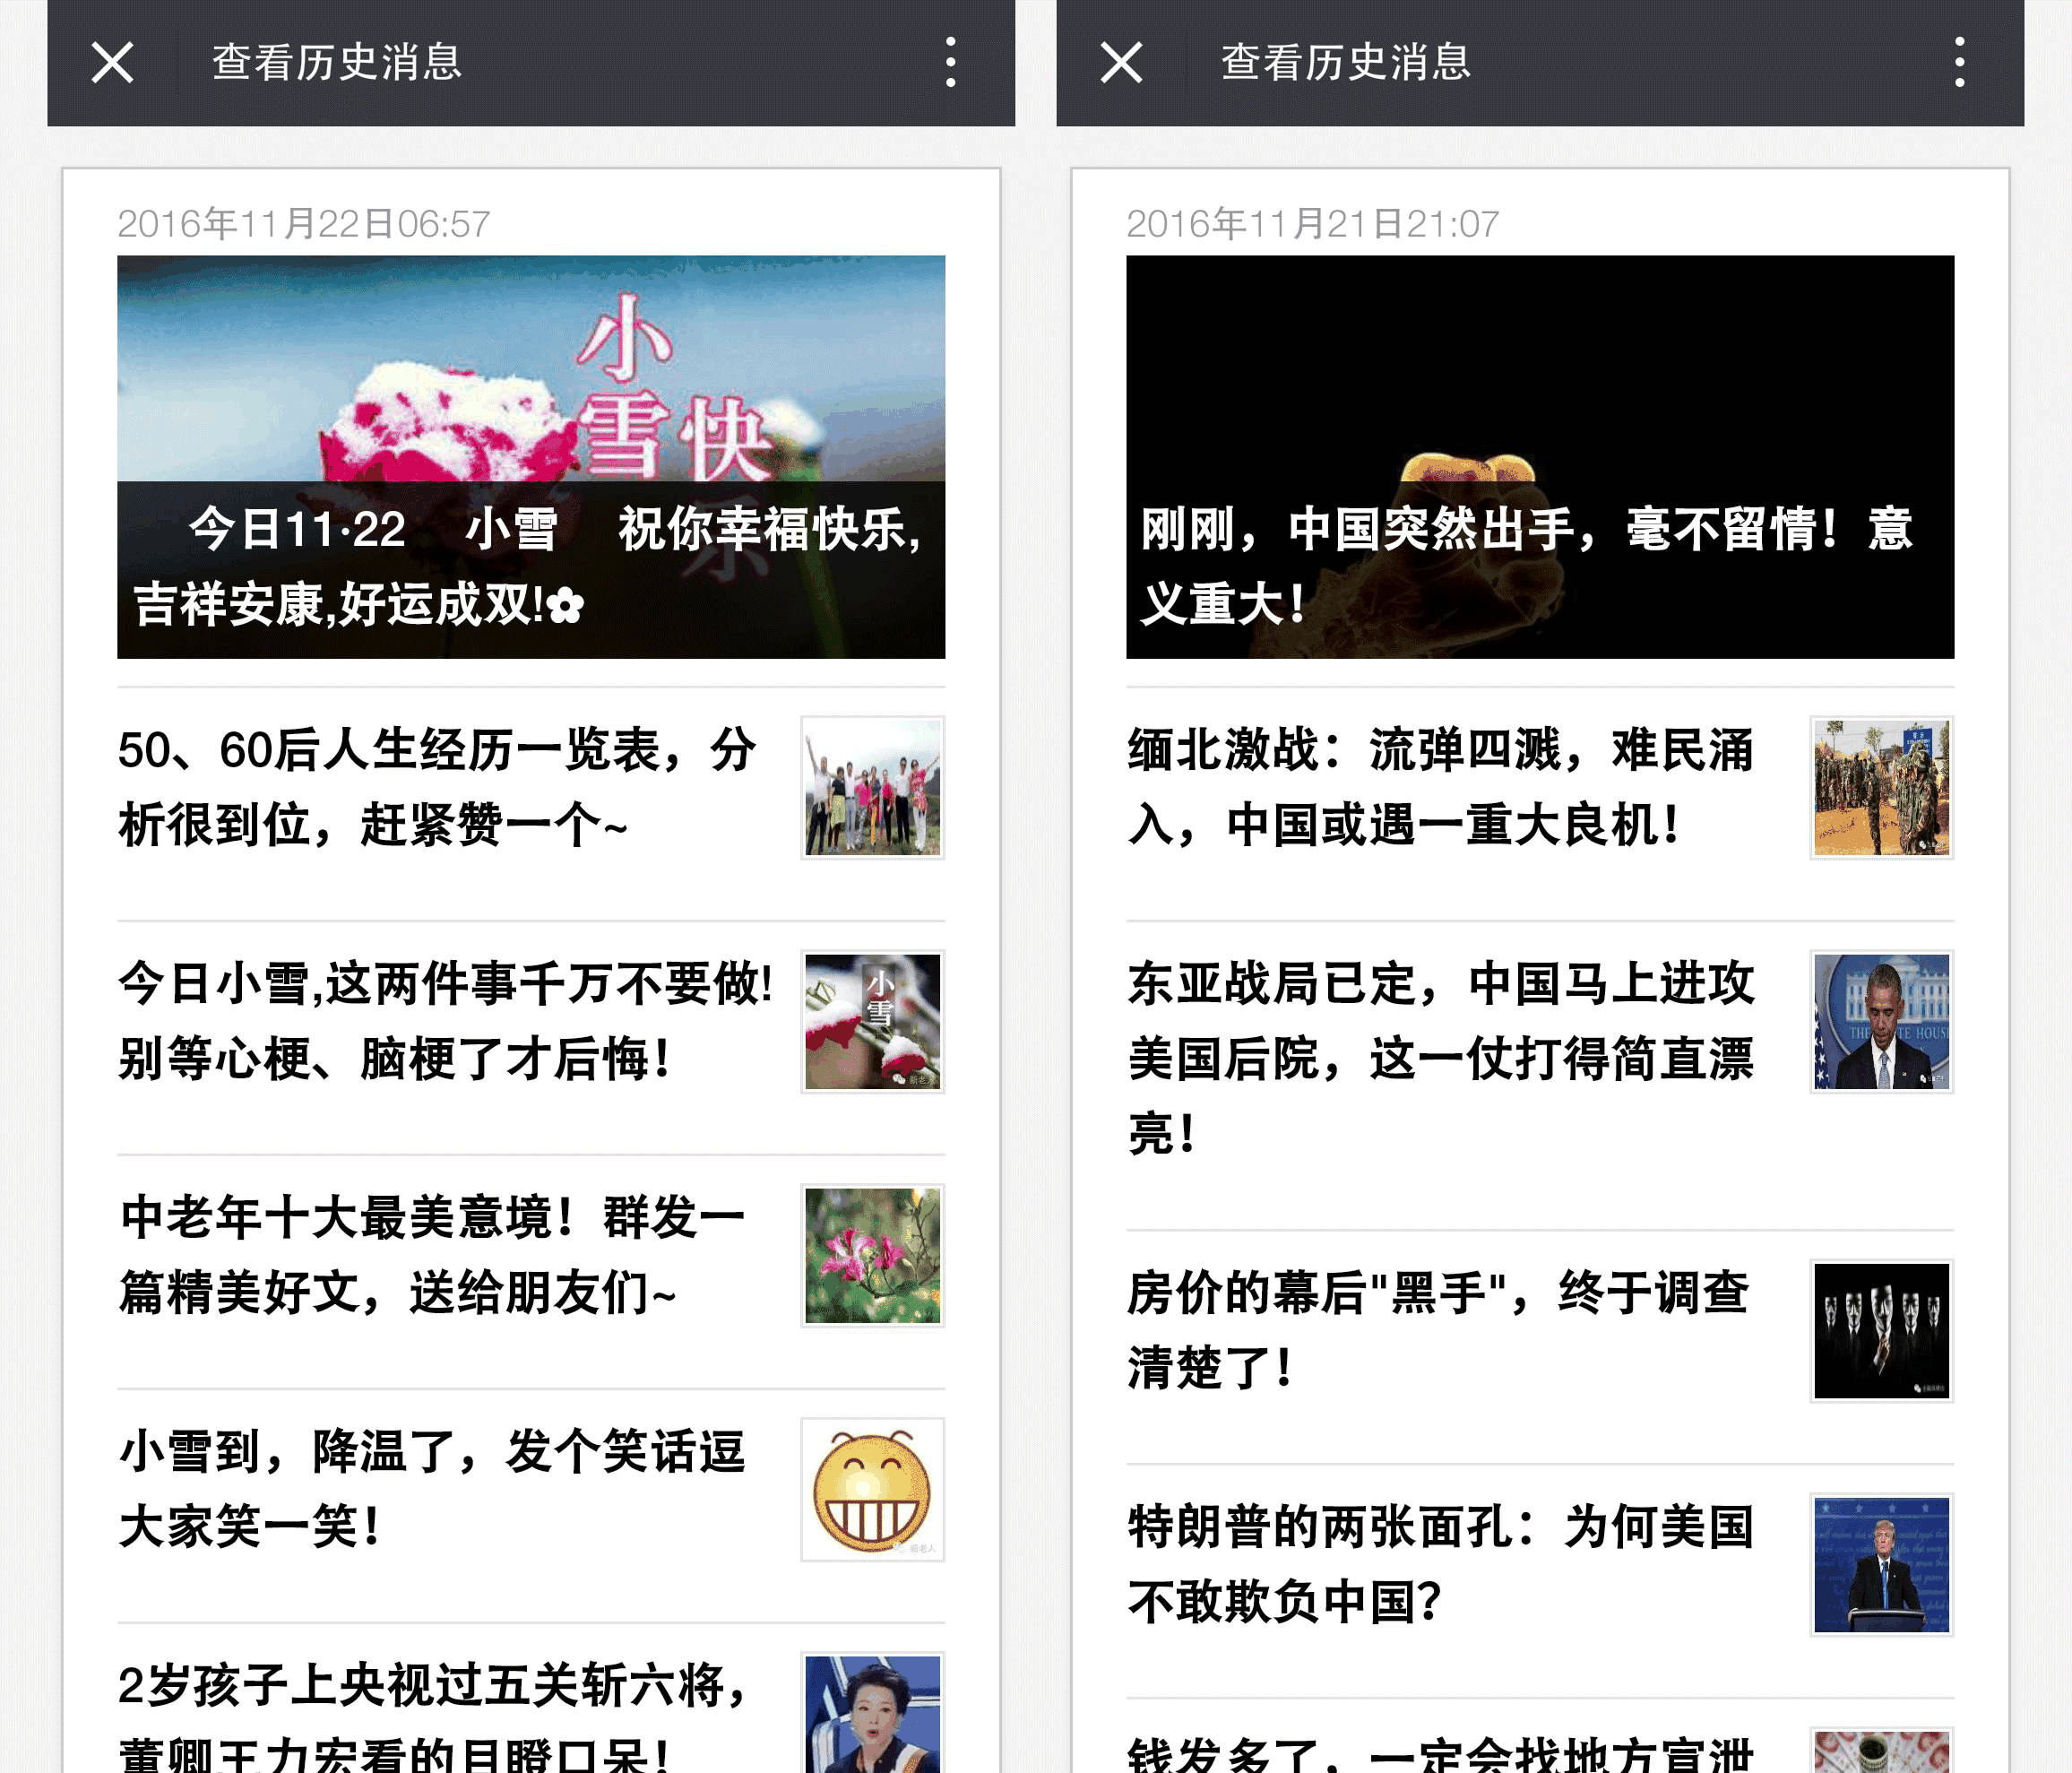 查看历史消息
2016年11月22日06:57
小雪
快乐
今日11·22 小雪 祝你幸福快乐,
吉祥安康,好运成双!✿
50、60后人生经历一览表，分
析很到位，赶紧赞一个~
今日小雪,这两件事千万不要做!
别等心梗、脑梗了才后悔！
小雪
中老年十大最美意境！群发一
篇精美好文，送给朋友们~
小雪到，降温了，发个笑话逗
大家笑一笑！
新老人
2岁孩子上央视过五关斩六将，
董卿王力宏看的目瞪口呆！
查看历史消息
2016年11月21日21:07
刚刚，中国突然出手，毫不留情！意
义重大！
缅北激战：流弹四溅，难民涌
入，中国或遇一重大良机！
东亚战局已定，中国马上进攻
美国后院，这一仗打得简直漂
亮！
房价的幕后"黑手"，终于调查
清楚了！
特朗普的两张面孔：为何美国
不敢欺负中国？
钱发多了，一定会找地方宣泄